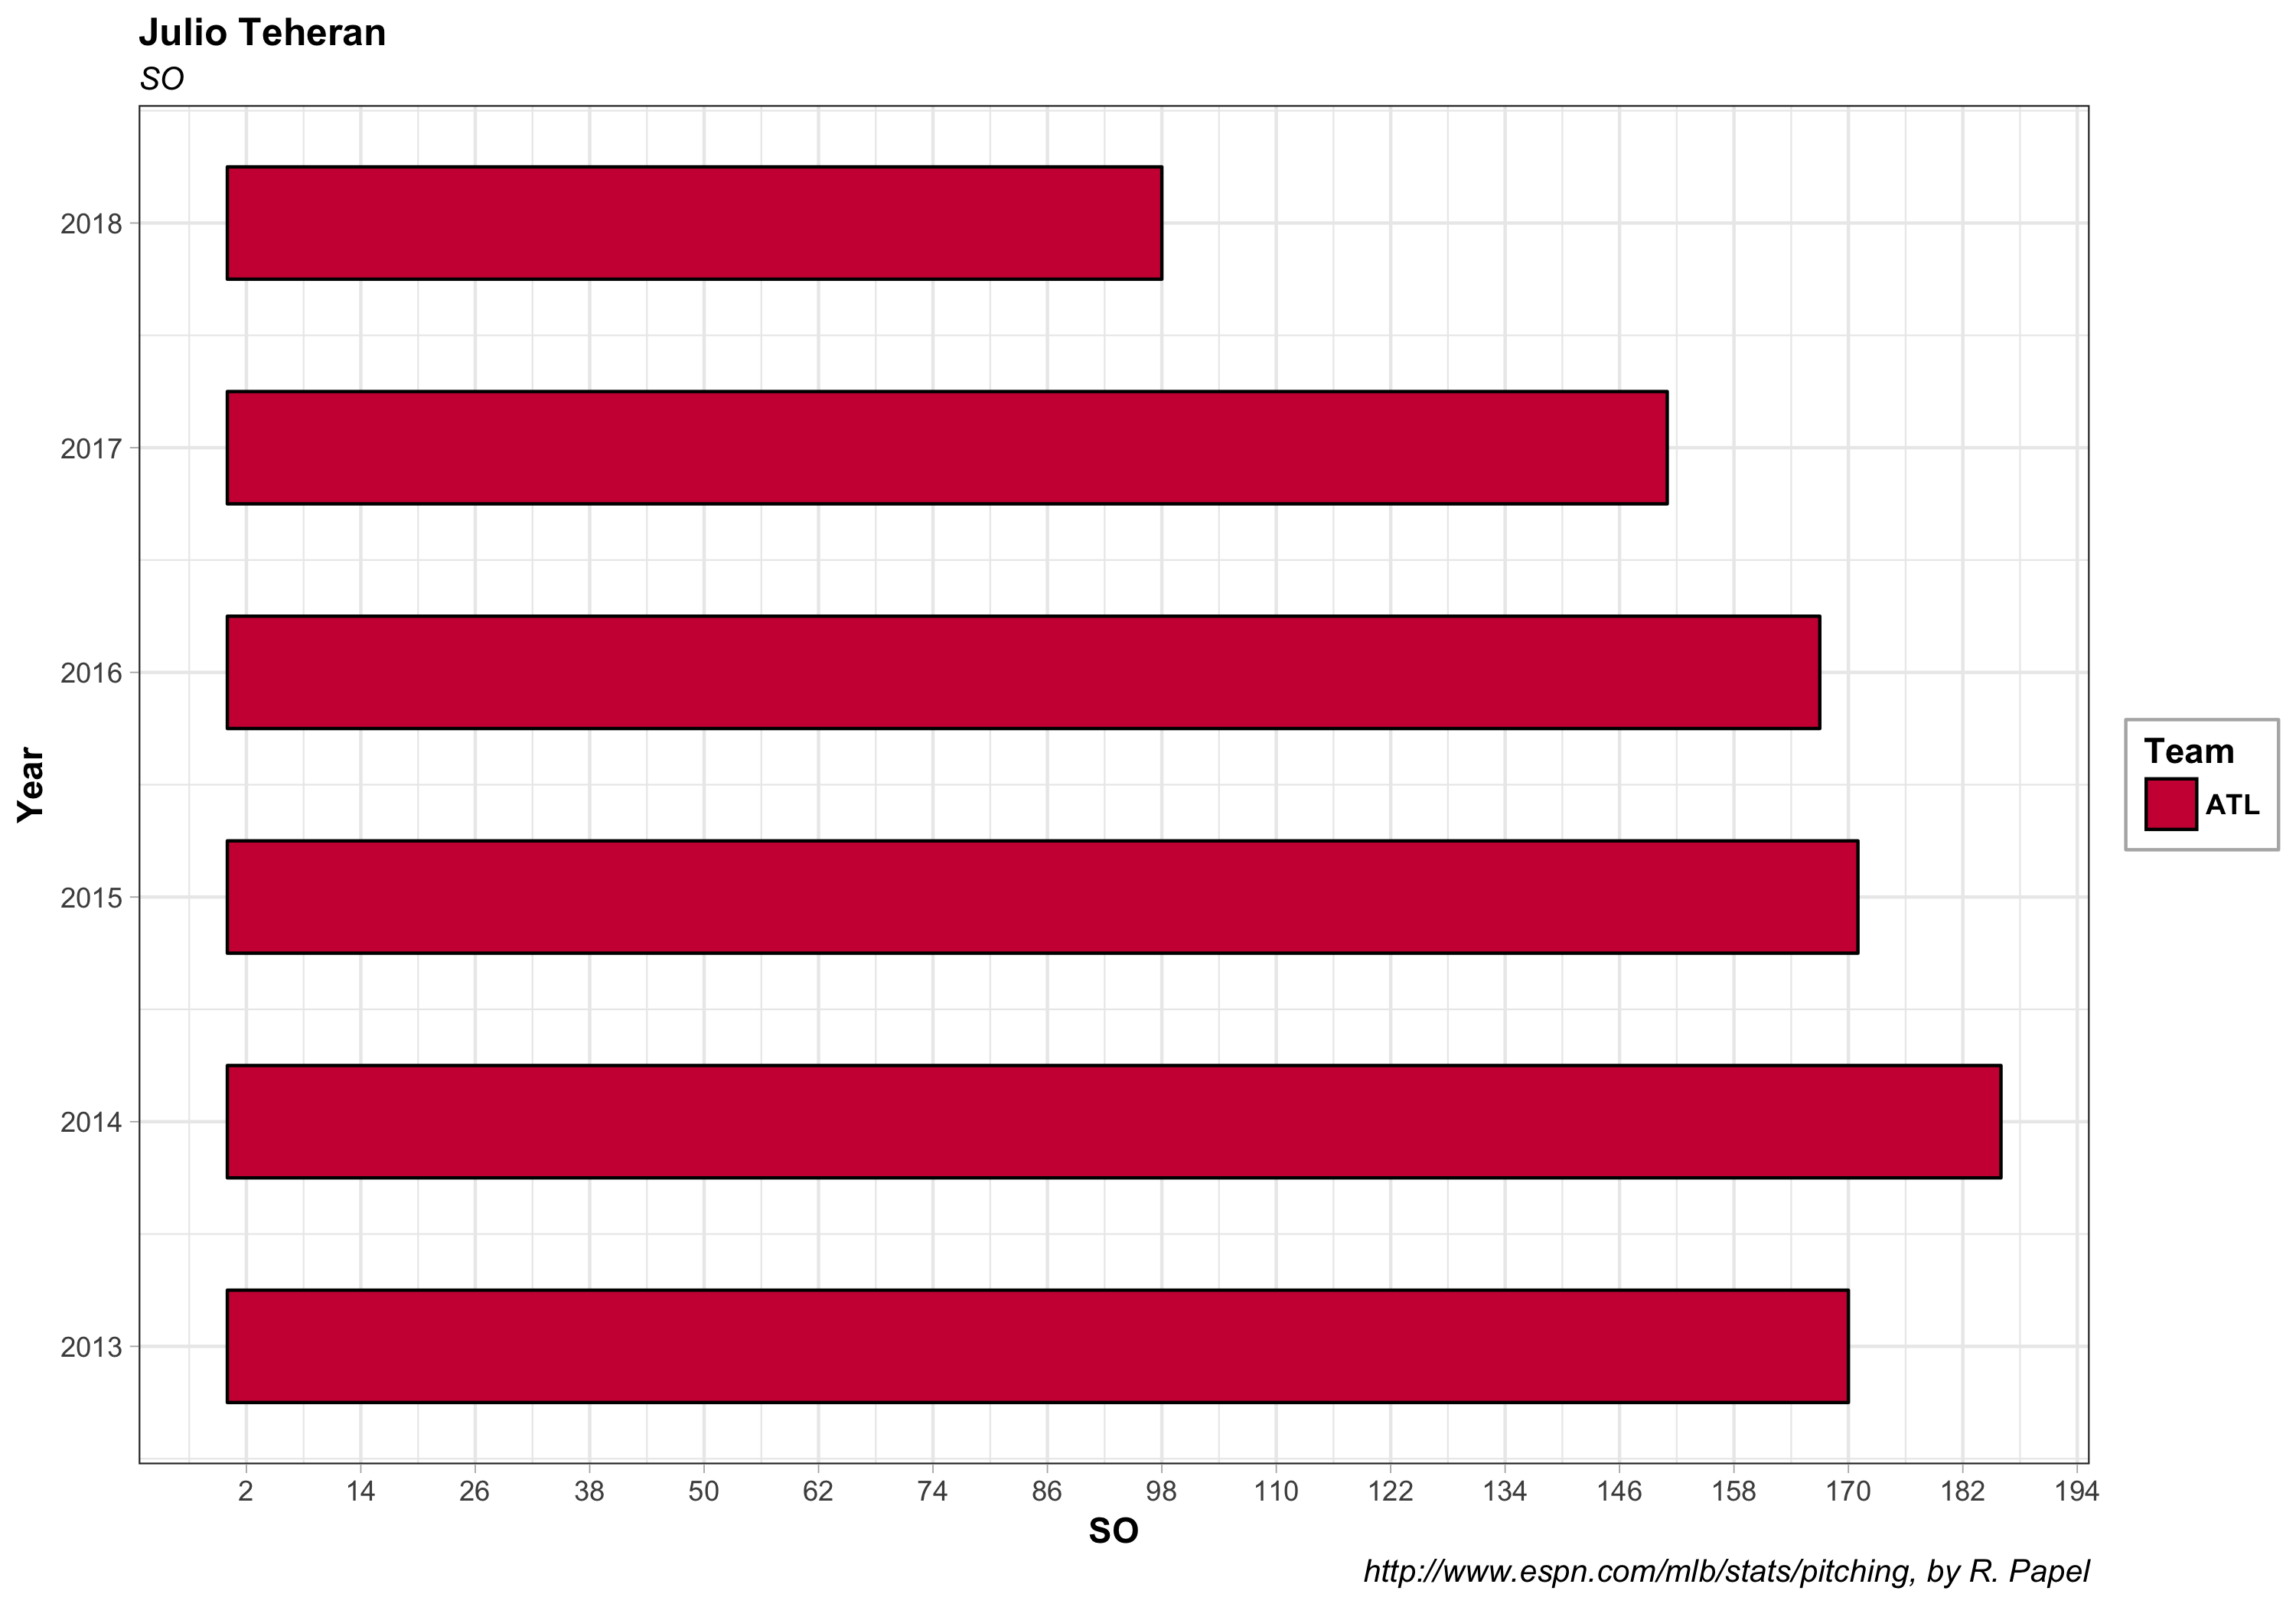 Julio Teheran
SO
2018
2017
2016
2015
2014
2013
Year
2 14 26 38 50 62 74 86 98 110 122 134 146 158 170 182 194
SO
Team
ATL
http://www.espn.com/mlb/stats/pitching, by R. Papel